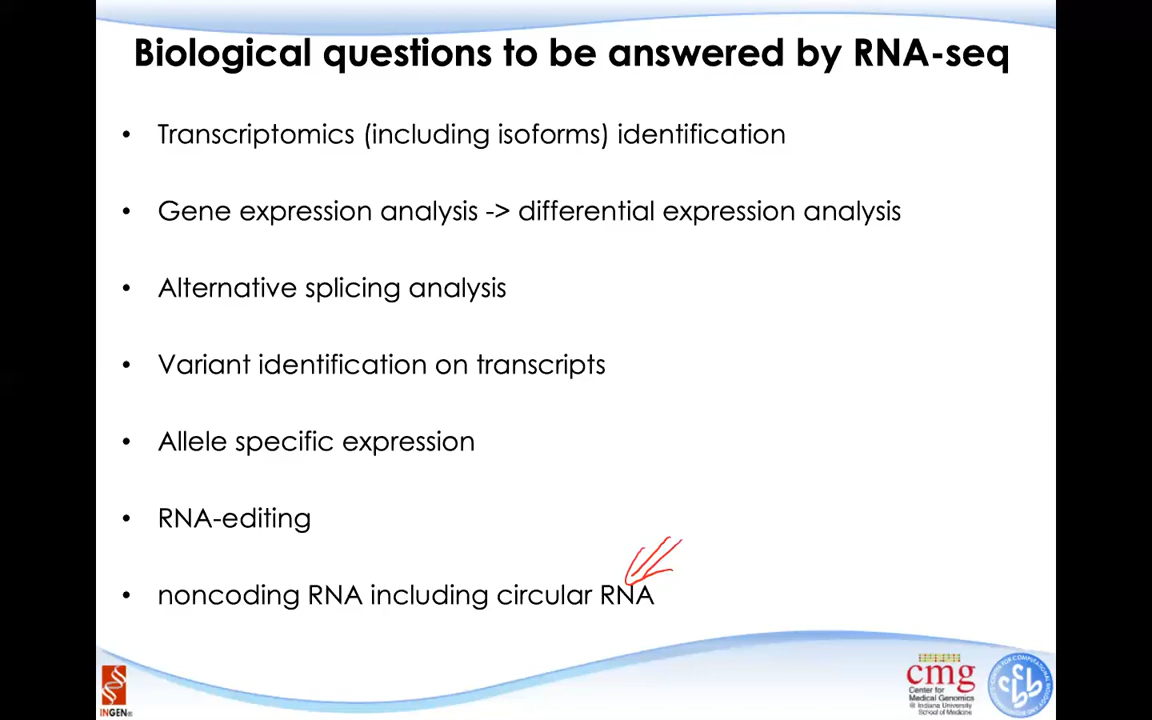 Biological questions to be answered by RNA-seq
• Transcriptomics (including isoforms) identification
• Gene expression analysis -> differential expression analysis
• Alternative splicing analysis
• Variant identification on transcripts
• Allele specific expression
• RNA-editing
• noncoding RNA including circular RNA
INGEN®
cmg
Center for
Medical Genomics
@ Indiana University
School of Medicine